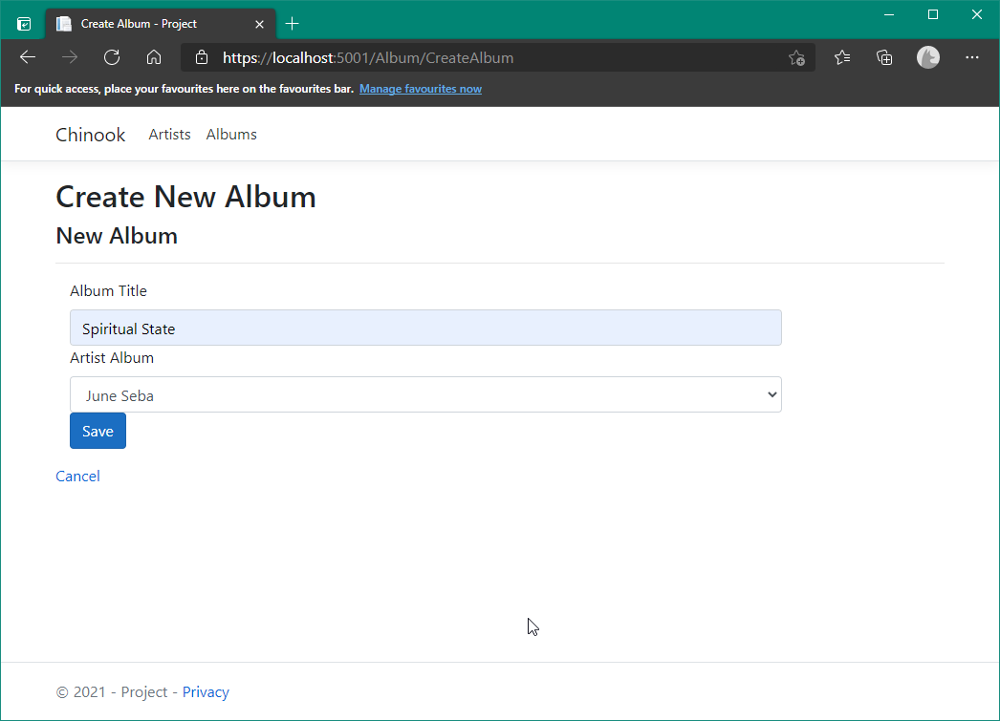 Create Album - Project
https://localhost:5001/Album/CreateAlbum
For quick access, place your favourites here on the favourites bar. Manage favourites now
Chinook Artists Albums
Create New Album
New Album
Album Title
Spiritual State
Artist Album
June Seba
Save
Cancel
© 2021 - Project - Privacy